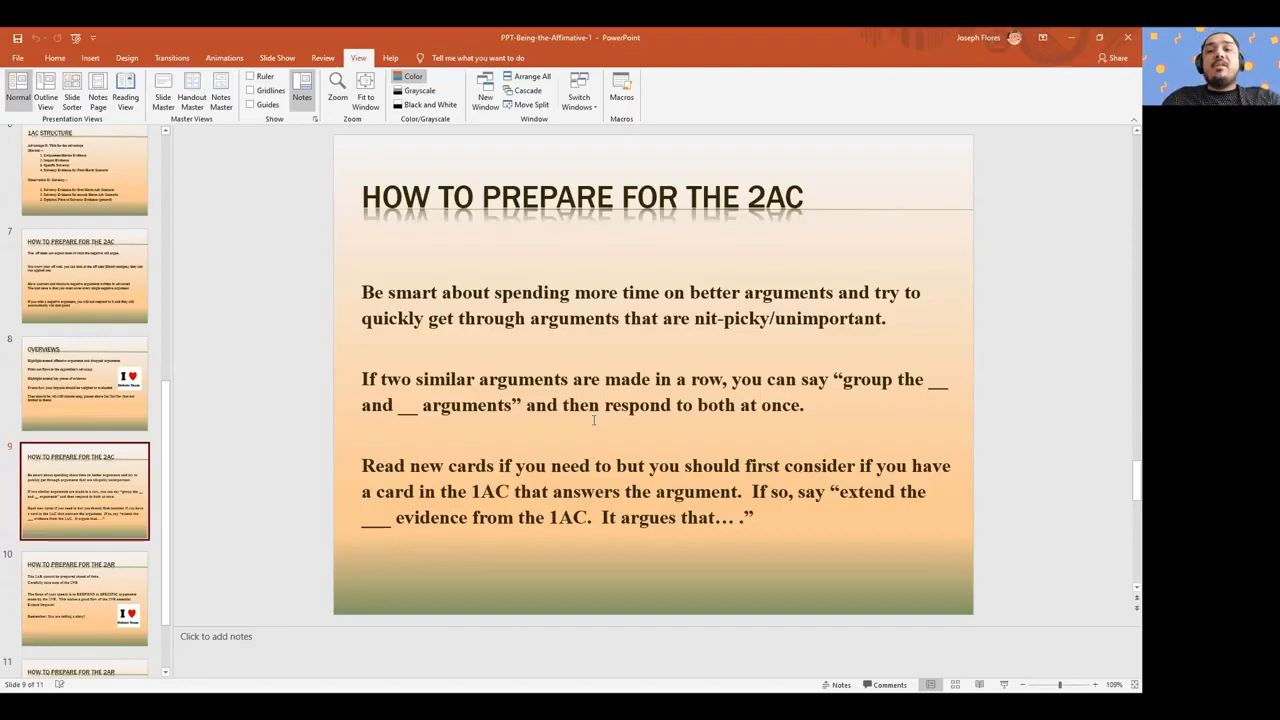 PPT-Being-the-Affirmative-1 - PowerPoint
Joseph Flores
File Home Insert Design Transitions Animations Slide Show Review View Help Tell me what you want to do
Share
Normal Outline View Slide Sorter Notes Page Reading View
Presentation Views
Slide Master Handout Master Notes Master
Master Views
Ruler
Gridlines
Guides
Show
Notes
Zoom Fit to Window
Zoom
Color
Grayscale
Black and White
Color/Grayscale
New Window
Arrange All
Cascade
Move Split
Switch Windows
Window
Macros
Macros
1AC STRUCTURE
7
HOW TO PREPARE FOR THE 2AC
8
OVERVIEWS
I ♥
Debate Team
9
HOW TO PREPARE FOR THE 2AC
10
HOW TO PREPARE FOR THE 2AR
I ♥
Debate Team
11
HOW TO PREPARE FOR THE 2AR
HOW TO PREPARE FOR THE 2AC
Be smart about spending more time on better arguments and try to
quickly get through arguments that are nit-picky/unimportant.
If two similar arguments are made in a row, you can say “group the __
and __ arguments” and then respond to both at once.
Read new cards if you need to but you should first consider if you have
a card in the 1AC that answers the argument. If so, say “extend the
___ evidence from the 1AC. It argues that… .”
Click to add notes
Slide 9 of 11
Notes
Comments
109%